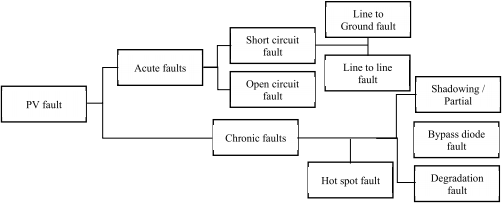 Line to
Ground fault
Short circuit
fault
Acute faults
Line to line
fault
Open circuit
fault
Shadowing /
Partial
PV fault
Chronic faults
Bypass diode
fault
Hot spot fault
Degradation
fault